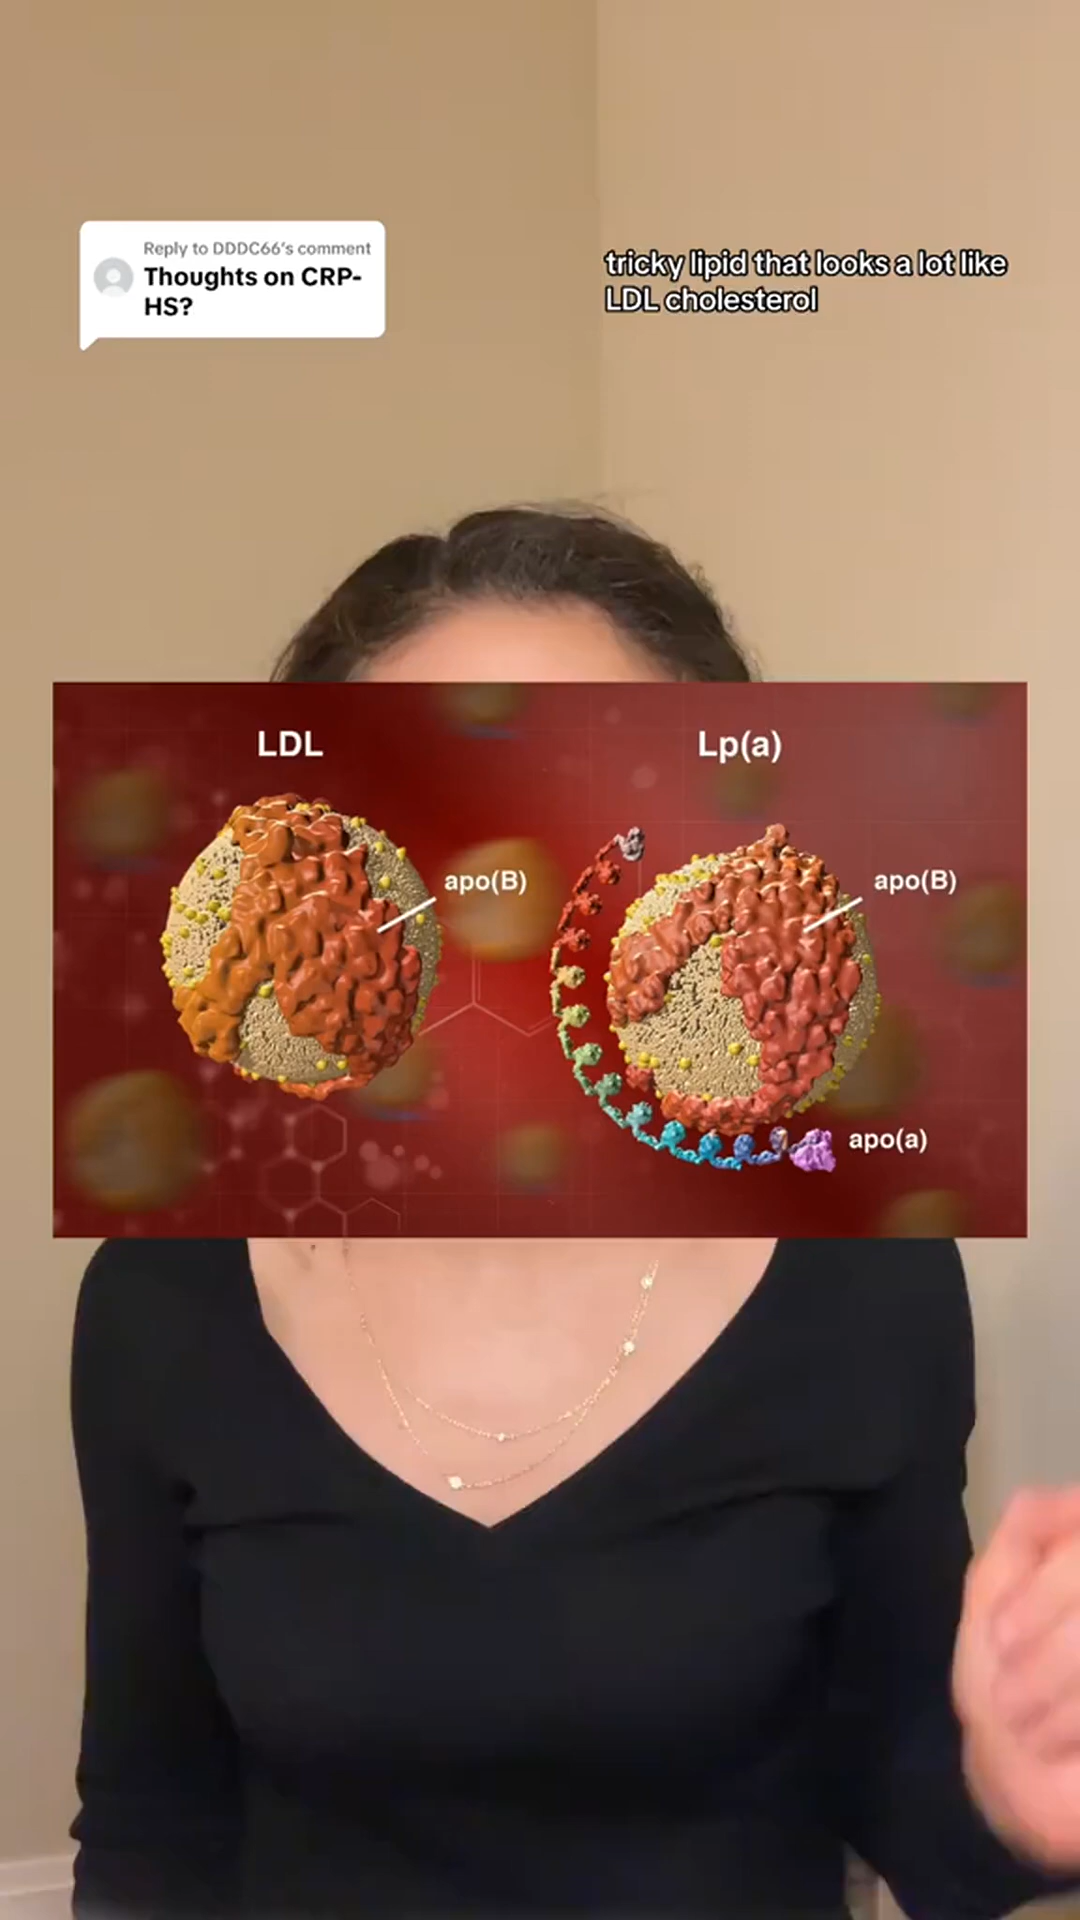 Reply to DDDC66's comment
Thoughts on CRP-
HS?
tricky lipid that looks a lot like
LDL cholesterol
LDL
Lp(a)
apo(B)
apo(B)
apo(a)